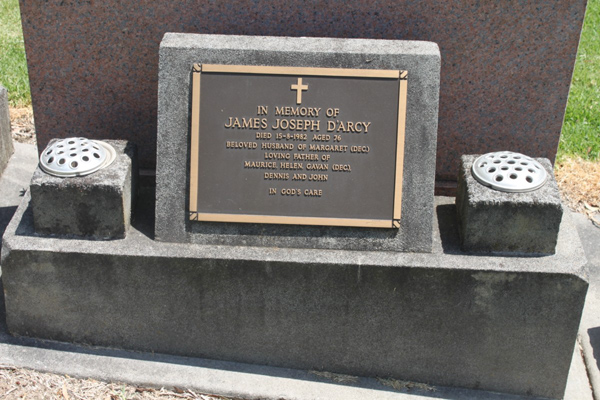 IN MEMORY OF
JAMES JOSEPH D'ARCY
DIED 15-8-1982 AGED 76
BELOVED HUSBAND OF MARGARET (DEC)
LOVING FATHER OF
MAURICE, HELEN, GAVAN (DEC),
DENNIS AND JOHN
IN GOD'S CARE